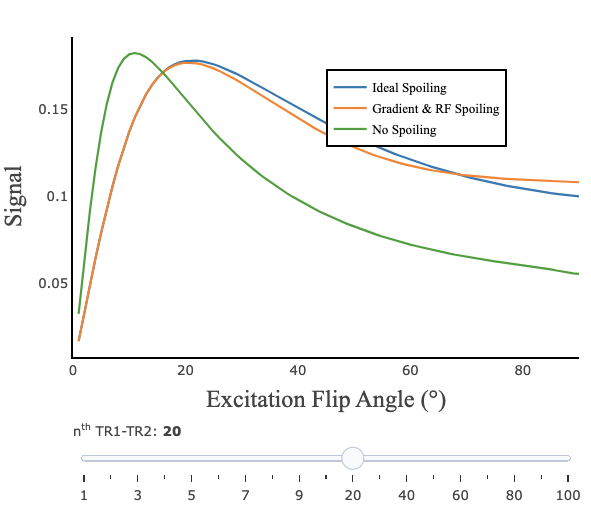 Ideal Spoiling
Gradient & RF Spoiling
No Spoiling
0.15
0.1
0.05
Signal
0 20 40 60 80
Excitation Flip Angle (°)
nth TR1-TR2: 20
1 3 5 7 9 20 40 60 80 100